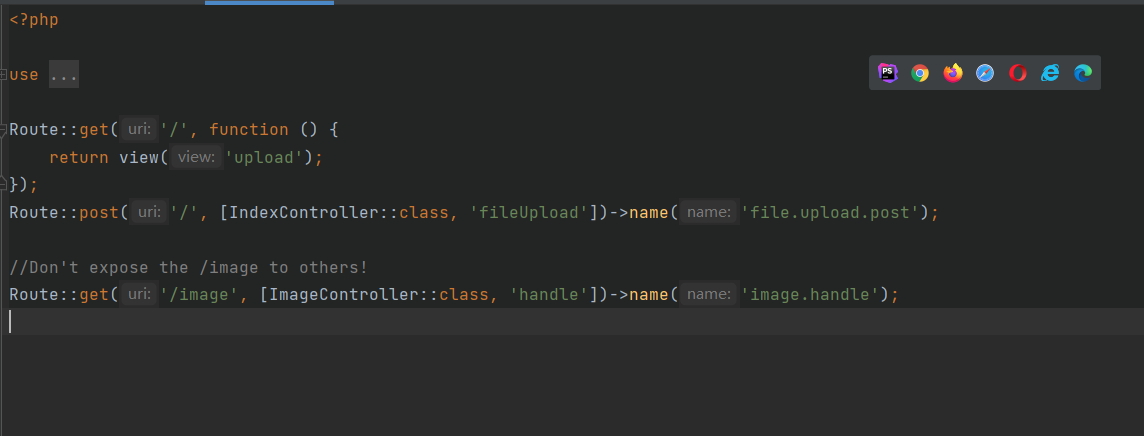 <?php
use ...
PS
Route::get( uri: '/', function () {
    return view( view: 'upload');
});
Route::post( uri: '/', [IndexController::class, 'fileUpload'])->name( name: 'file.upload.post');
//Don't expose the /image to others!
Route::get( uri: '/image', [ImageController::class, 'handle'])->name( name: 'image.handle');